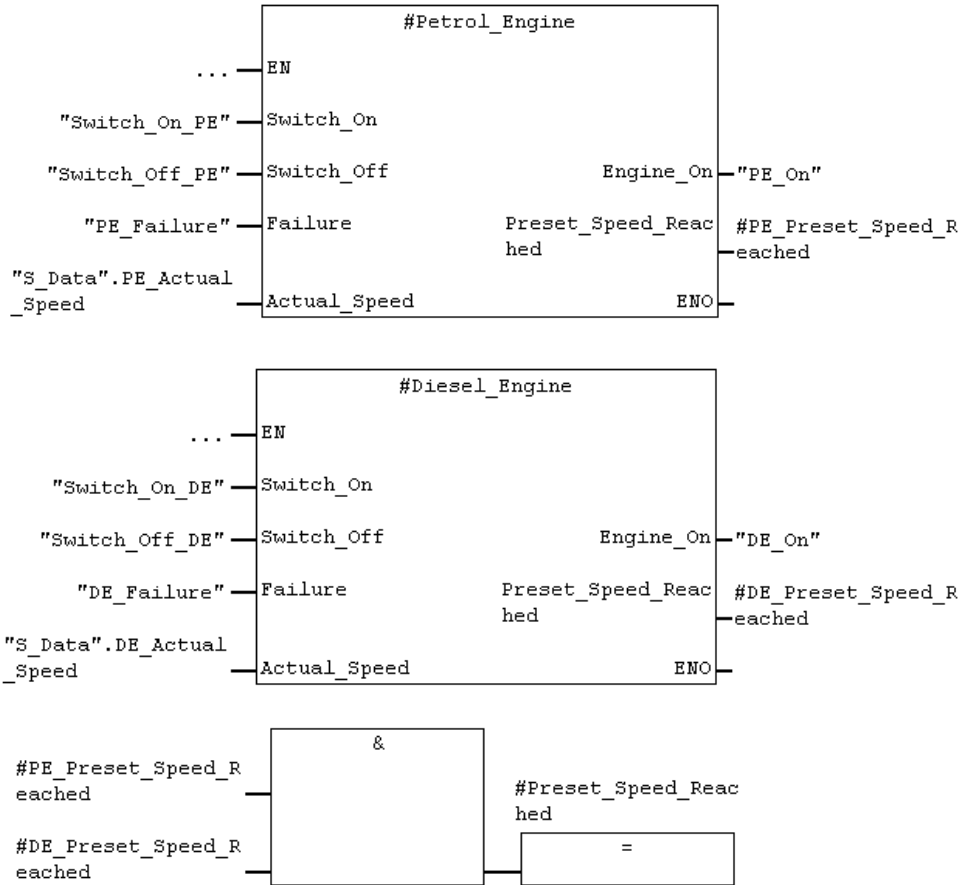 #Petrol_Engine
... EN
"Switch_On_PE" Switch_On
"Switch_Off_PE" Switch_Off Engine_On "PE_On"
"PE_Failure" Failure Preset_Speed_Reac #PE_Preset_Speed_R
hed eached
"S_Data".PE_Actual
_Speed Actual_Speed ENO
#Diesel_Engine
... EN
"Switch_On_DE" Switch_On
"Switch_Off_DE" Switch_Off Engine_On "DE_On"
"DE_Failure" Failure Preset_Speed_Reac #DE_Preset_Speed_R
hed eached
"S_Data".DE_Actual
_Speed Actual_Speed ENO
&
#PE_Preset_Speed_R
eached
#Preset_Speed_Reac
hed
#DE_Preset_Speed_R =
eached